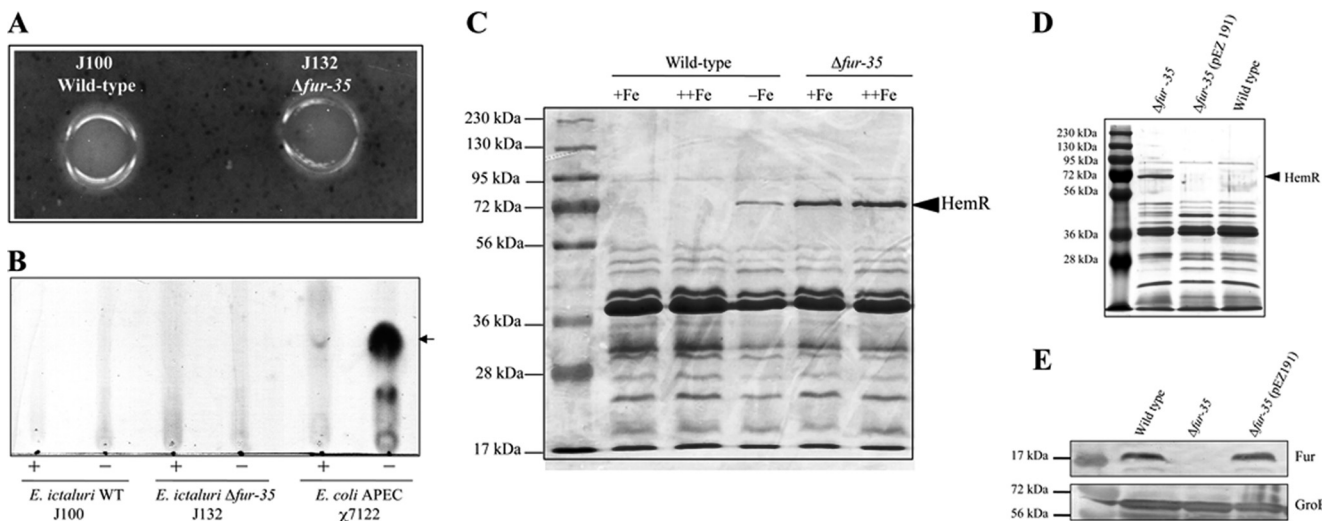 A
J100
Wild-type
J132
Δfur-35
B
+
–
+
–
+
–
E. ictaluri WT
J100
E. ictaluri Δfur-35
J132
E. coli APEC
χ7122
C
Wild-type
Δfur-35
+Fe
++Fe
–Fe
+Fe
++Fe
230 kDa
130 kDa
95 kDa
72 kDa
56 kDa
36 kDa
28 kDa
17 kDa
HemR
D
Δfur -35
Δfur-35 (pEZ 191)
Wild type
230 kDa
130 kDa
95 kDa
72 kDa
56 kDa
36 kDa
28 kDa
HemR
E
Wild type
Δfur-35
Δfur-35 (pEZ191)
17 kDa
Fur
72 kDa
56 kDa